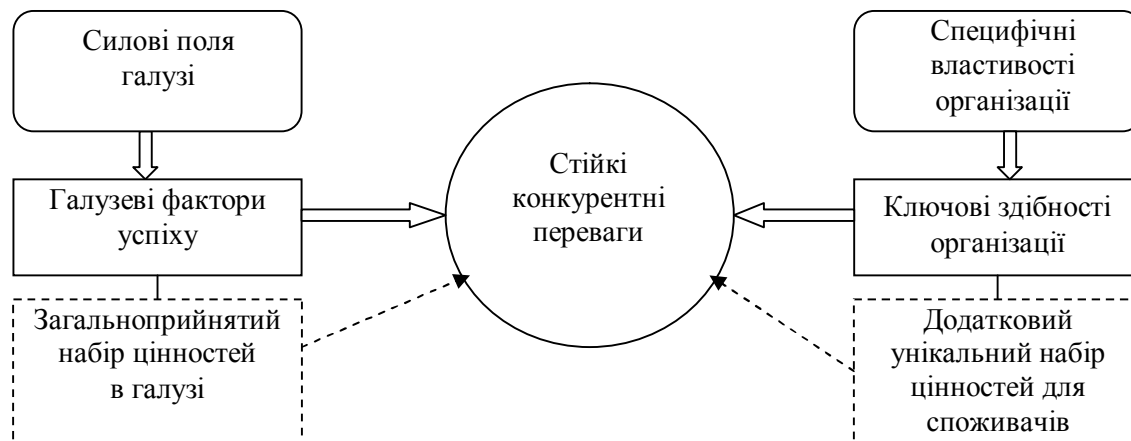 Силові поля
галузі
Галузеві фактори
успіху
Загальноприйнятий
набір цінностей
в галузі
Стійкі
конкурентні
переваги
Специфічні
властивості
організації
Ключові здібності
організації
Додатковий
унікальний набір
цінностей для
споживачів